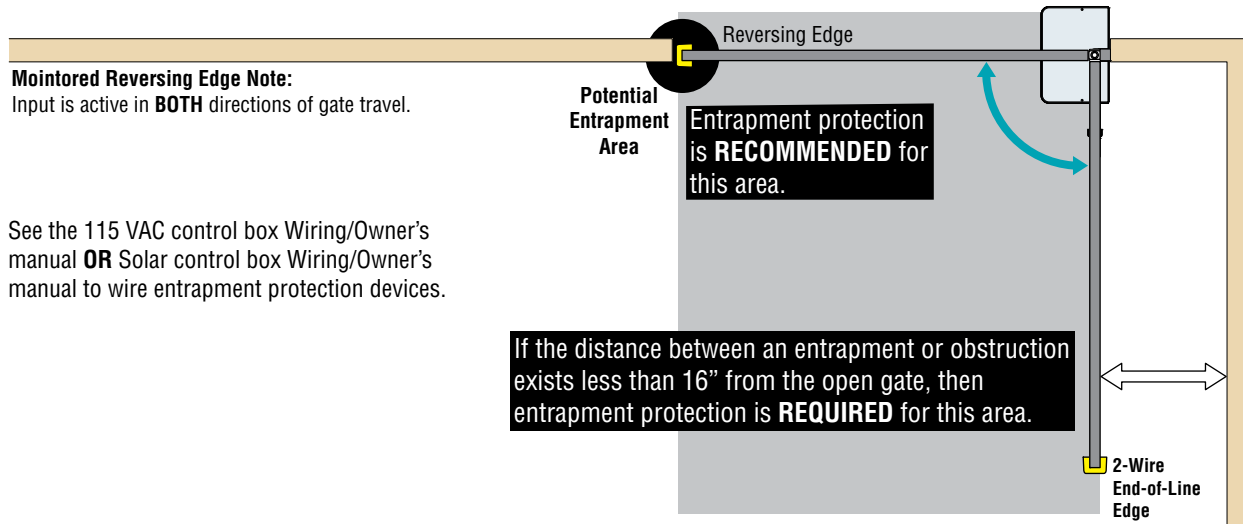 Reversing Edge
Mointored Reversing Edge Note:
Input is active in BOTH directions of gate travel.
Potential
Entrapment
Area
Entrapment protection
is RECOMMENDED for
this area.
See the 115 VAC control box Wiring/Owner’s
manual OR Solar control box Wiring/Owner’s
manual to wire entrapment protection devices.
If the distance between an entrapment or obstruction
exists less than 16” from the open gate, then
entrapment protection is REQUIRED for this area.
2-Wire
End-of-Line
Edge